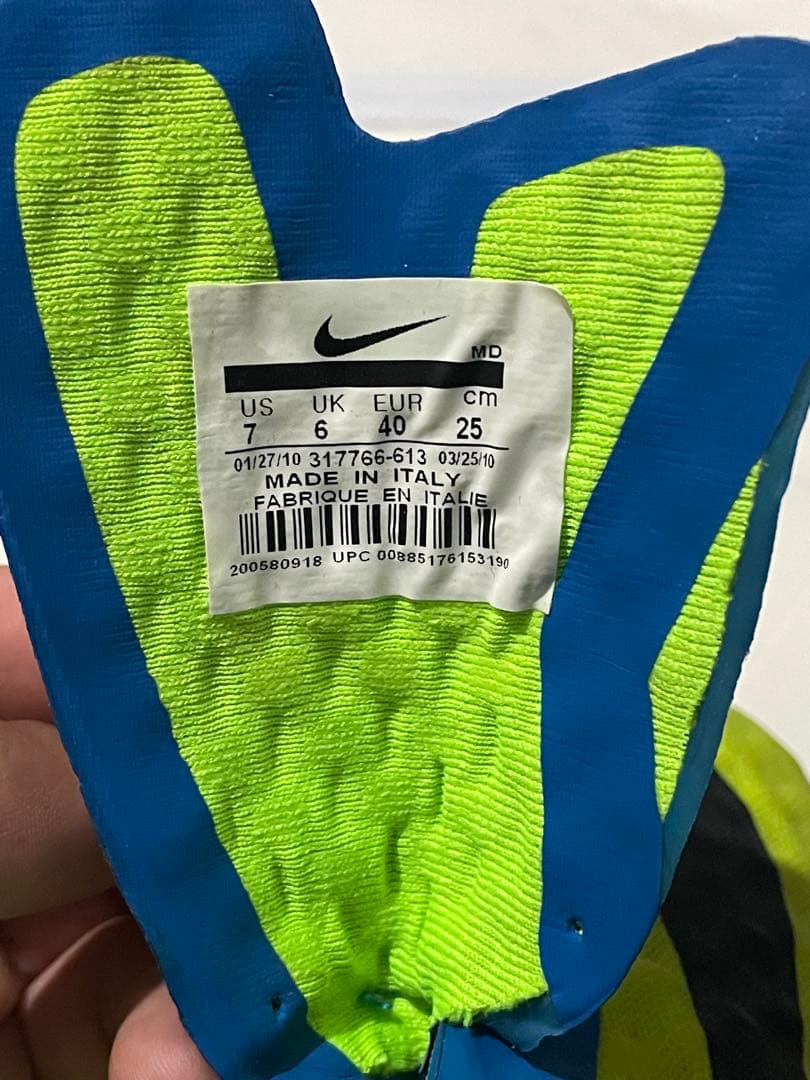 MD
US UK EUR cm
7 6 40 25
01/27/10 317766-613 03/25/10
MADE IN ITALY
FABRIQUE EN ITALIE
200580918 UPC 00885176153190